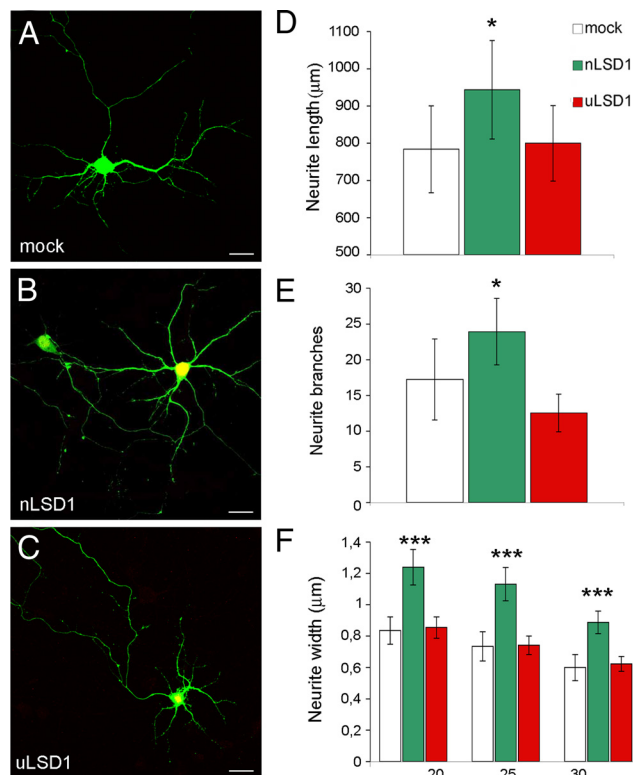 A
mock
B
nLSD1
C
uLSD1
D
*
mock
nLSD1
uLSD1
Neurite length (µm)
1100
1000
900
800
700
600
500
E
*
Neurite branches
30
25
20
15
10
5
0
F
***
***
***
Neurite width (µm)
1,4
1,2
1
0,8
0,6
0,4
0,2
0
20
25
30